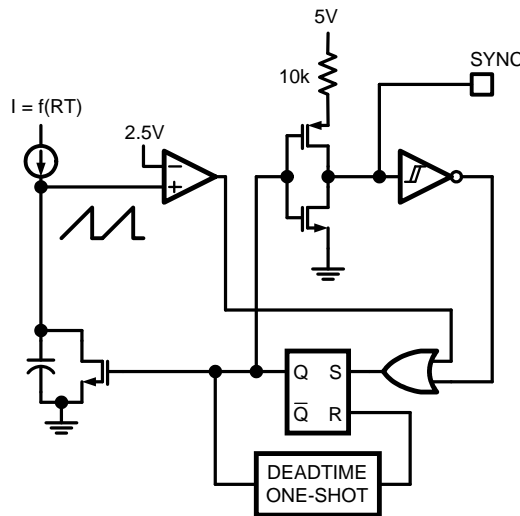 5V
SYNC
10k
I = f(RT)
2.5V
−
+
Q S
Q̅ R
DEADTIME
ONE-SHOT